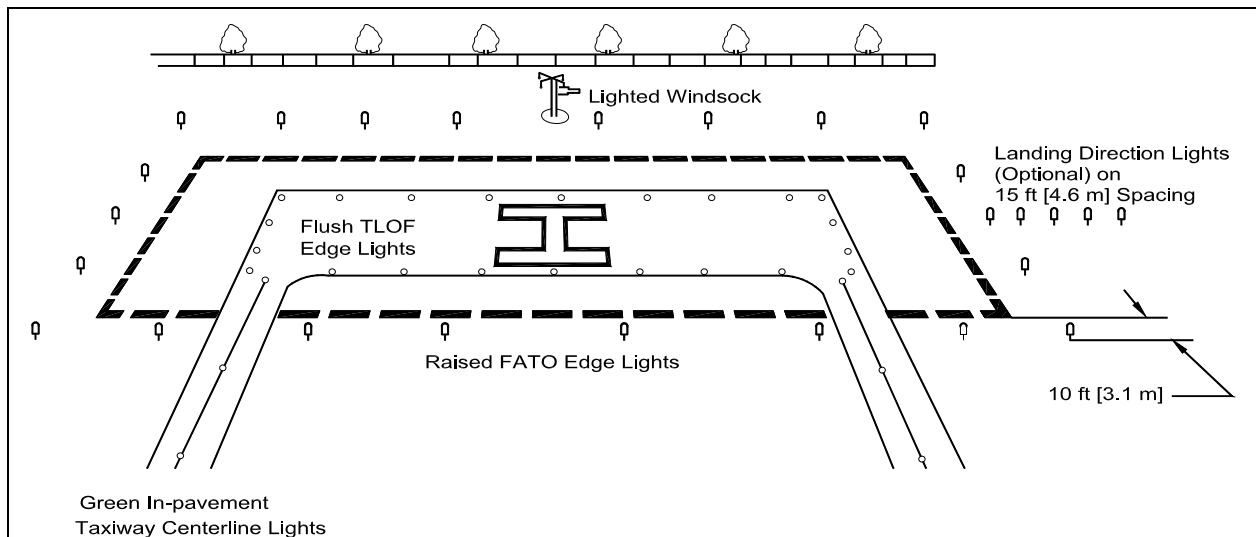 Lighted Windsock
Landing Direction Lights
(Optional) on
15 ft [4.6 m] Spacing
Flush TLOF
Edge Lights
H
Raised FATO Edge Lights
10 ft [3.1 m]
Green In-pavement
Taxiway Centerline Lights